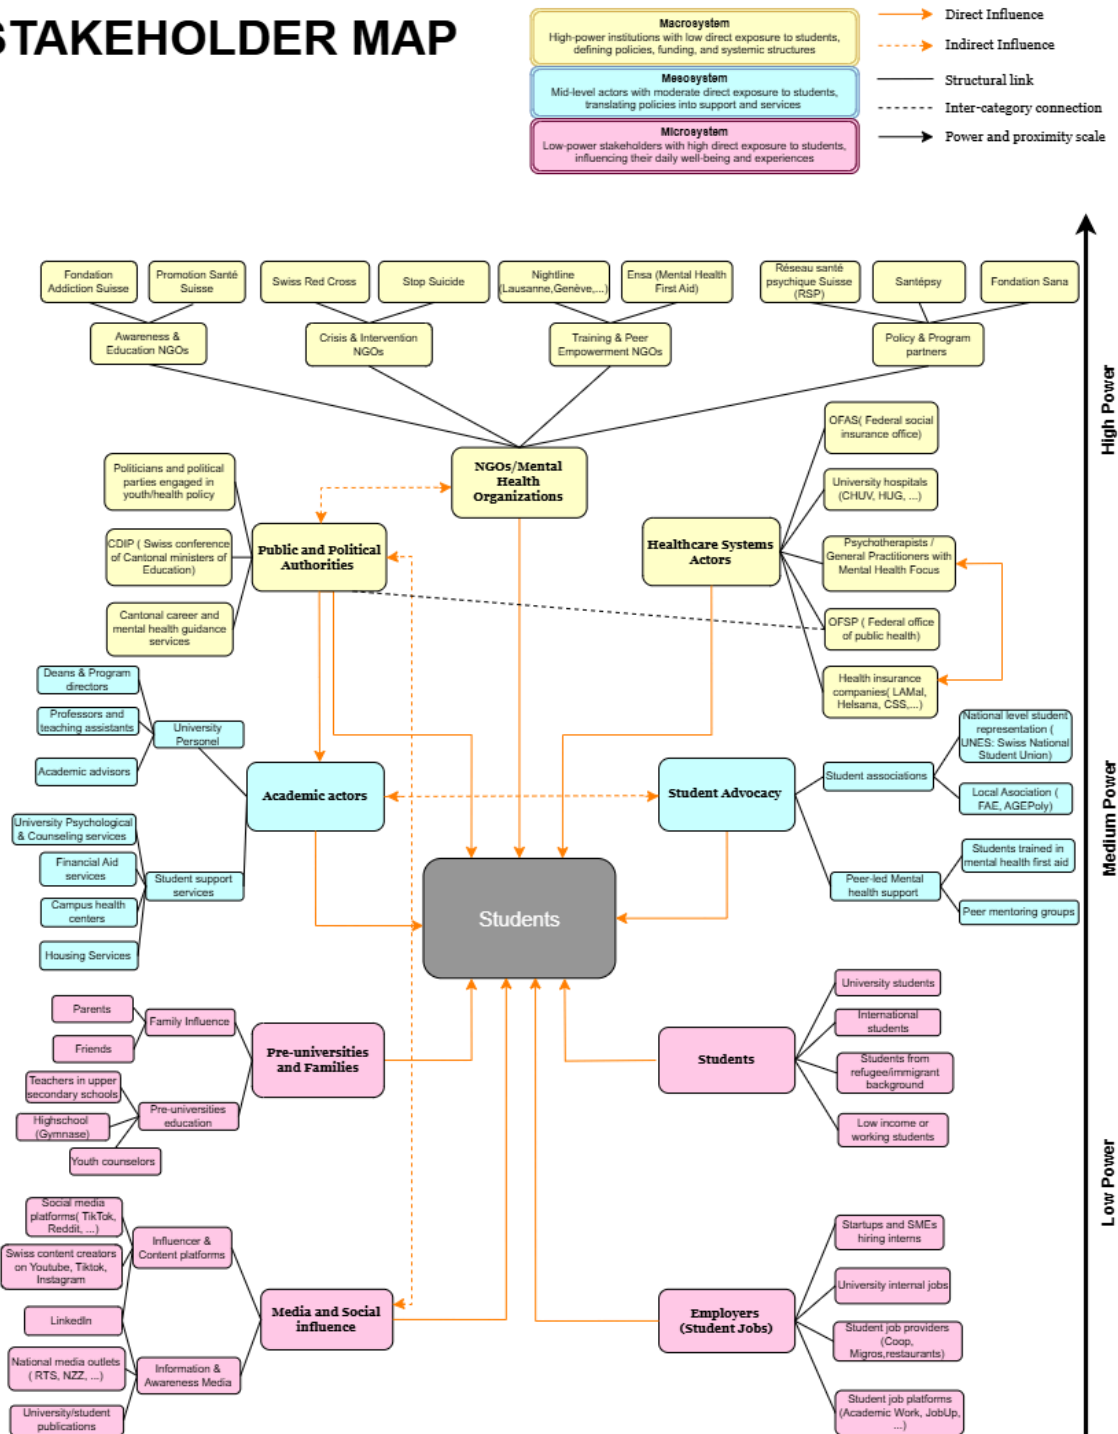 STAKEHOLDER MAP
Macrosystem
High-power institutions with low direct exposure to students,
defining policies, funding, and systemic structures
Mesosystem
Mid-level actors with moderate direct exposure to students,
translating policies into support and services
Microsystem
Low-power stakeholders with high direct exposure to students,
influencing their daily well-being and experiences
Direct Influence
Indirect Influence
Structural link
Inter-category connection
Power and proximity scale
Fondation
Addiction Suisse
Promotion Santé
Suisse
Swiss Red Cross
Stop Suicide
Nightline
(Lausanne,Genève,...)
Ensa (Mental Health
First Aid)
Réseau santé
psychique Suisse
(RSP)
Santépsy
Fondation Sana
Awareness &
Education NGOs
Crisis & Intervention
NGOs
Training & Peer
Empowerment NGOs
Policy & Program
partners
High Power
NGOs/Mental
Health
Organizations
OFAS( Federal social
insurance office)
Politicians and political
parties engaged in
youth/health policy
University hospitals
(CHUV, HUG, ...)
CDIP ( Swiss conference
of Cantonal ministers of
Education)
Public and Political
Authorities
Healthcare Systems
Actors
Psychotherapists /
General Practitioners with
Mental Health Focus
Cantonal career and
mental health guidance
services
OFSP ( Federal office
of public health)
Health insurance
companies( LAMal,
Helsana, CSS,...)
Deans & Program
directors
Professors and
teaching assistants
Academic advisors
University
Personel
National level student
representation (
UNES: Swiss National
Student Union)
Student associations
Local Asociation (
FAE, AGEPoly)
Academic actors
Student Advocacy
Medium Power
University Psychological
& Counseling services
Financial Aid
services
Campus health
centers
Housing Services
Student support
services
Students trained in
mental health first aid
Peer-led Mental
health support
Peer mentoring groups
Students
Parents
Friends
Family Influence
Pre-universities
and Families
Teachers in upper
secondary schools
Highschool
(Gymnase)
Youth counselors
Pre-universities
education
University students
International
students
Students
Students from
refugee/immigrant
background
Low income or
working students
Low Power
Social media
platforms( TikTok,
Reddit, ...)
Swiss content creators
on Youtube, Tiktok,
Instagram
LinkedIn
Influencer &
Content platforms
Media and Social
influence
National media outlets
( RTS, NZZ, ...)
University/student
publications
Information &
Awareness Media
Startups and SMEs
hiring interns
University internal jobs
Employers
(Student Jobs)
Student job providers
(Coop,
Migros,restaurants)
Student job platforms
(Academic Work, JobUp,
...)